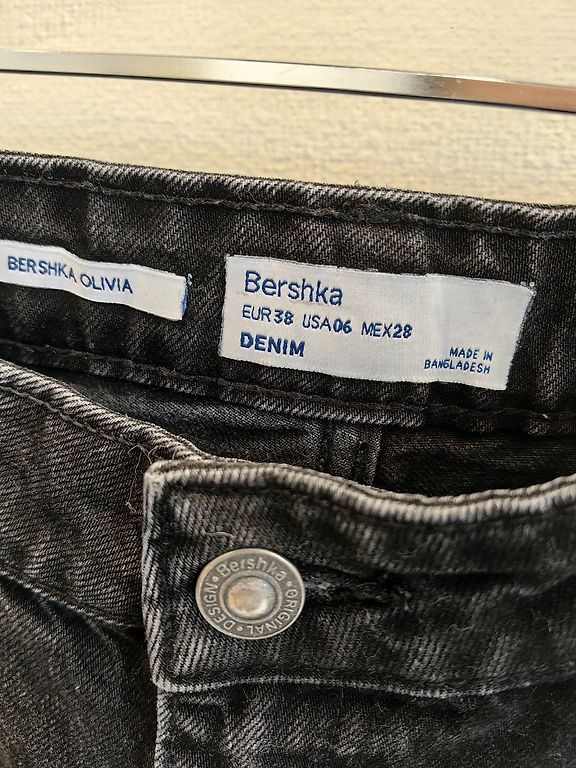 BERSHKA OLIVIA
Bershka
EUR38 USA06 MEX28
DENIM
MADE IN
BANGLADESH
• Bershka •
ORIGINAL • DESIGN